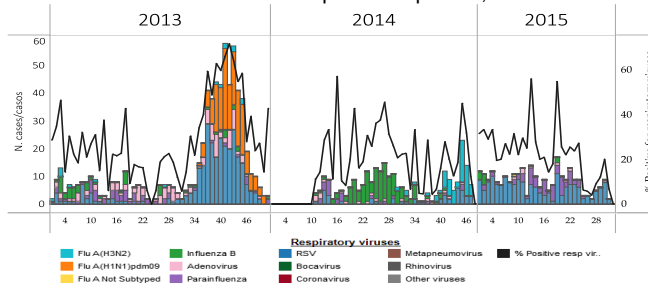 2013 2014 2015
N. cases/casos
60
50
40
30
20
10
0
60
40
20
0
4 10 16 22 28 34 40 46 4 10 16 22 28 34 40 46 4 10 16 22 28
Respiratory viruses
Flu A(H3N2) Influenza B RSV Metapneumovirus % Positive resp vir..
Flu A(H1N1)pdm09 Adenovirus Bocavirus Rhinovirus
Flu A Not Subtyped Parainfluenza Coronavirus Other viruses